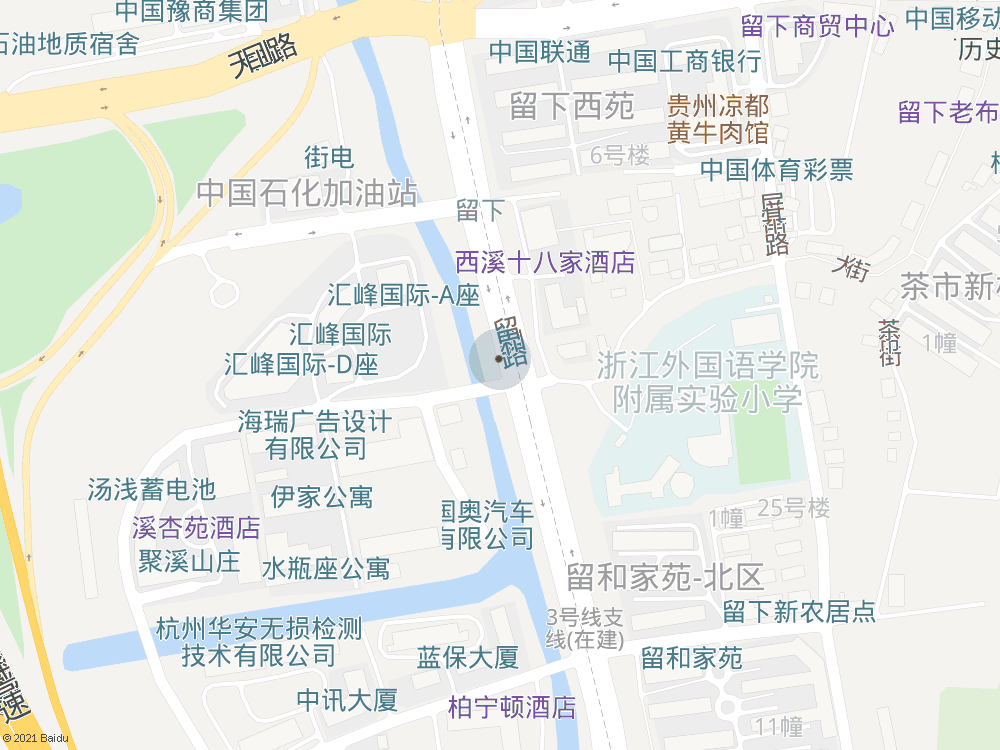 中国豫商集团
石油地质宿舍
天目山路
中国联通
中国工商银行
留下商贸中心
中国移动
历史
留下西苑
贵州凉都
黄牛肉馆
留下老布
6号楼
中国体育彩票
街电
中国石化加油站
留下
西溪十八家酒店
大街
茶市新村
汇峰国际-A座
汇峰国际
汇峰国际-D座
茶市街
1幢
浙江外国语学院
附属实验小学
海瑞广告设计
有限公司
汤浅蓄电池
伊家公寓
国奥汽车
有限公司
溪杏苑酒店
聚溪山庄
水瓶座公寓
1幢
25号楼
留和家苑-北区
3号线支
线(在建)
留下新农居点
杭州华安无损检测
技术有限公司
蓝保大厦
留和家苑
中讯大厦
柏宁顿酒店
11幢
© 2021 Baidu